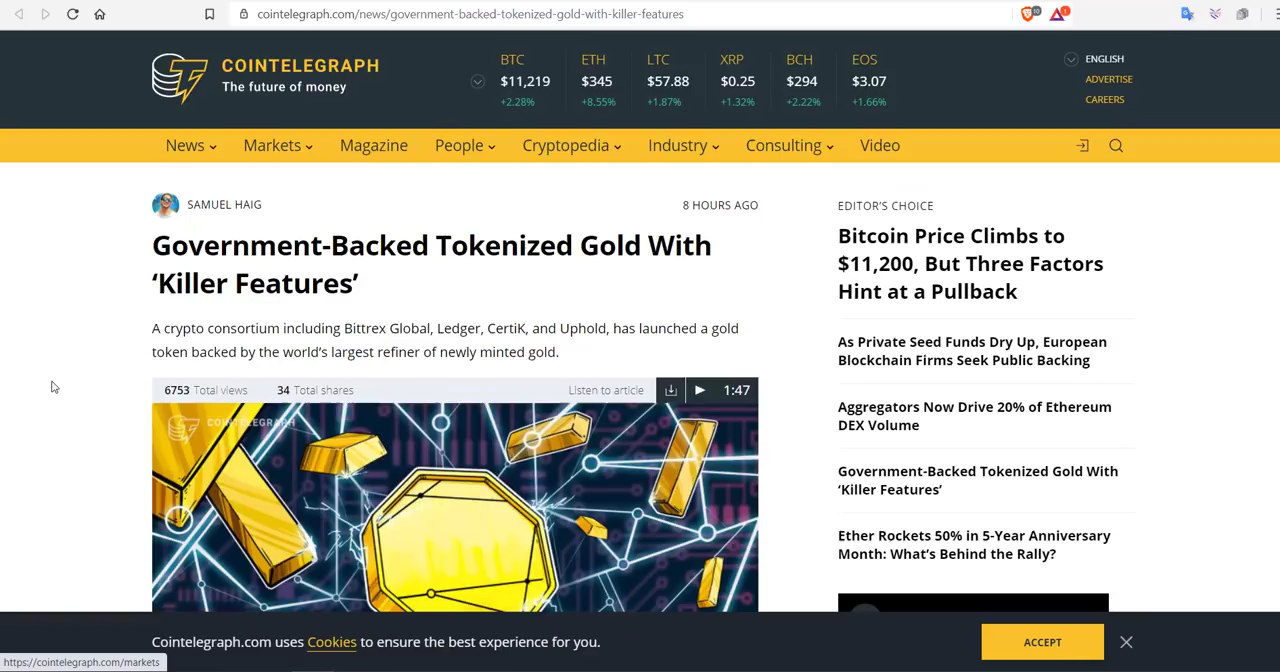 cointelegraph.com/news/government-backed-tokenized-gold-with-killer-features
10
1
COINTELEGRAPH
The future of money
BTC ETH LTC XRP BCH EOS
$11,219 $345 $57.88 $0.25 $294 $3.07
+2.28% +8.55% +1.87% +1.32% +2.22% +1.66%
ENGLISH
ADVERTISE
CAREERS
News Markets Magazine People Cryptopedia Industry Consulting Video
SAMUEL HAIG 8 HOURS AGO
Government-Backed Tokenized Gold With
‘Killer Features’
A crypto consortium including Bittrex Global, Ledger, CertiK, and Uphold, has launched a gold
token backed by the world’s largest refiner of newly minted gold.
6753 Total views 34 Total shares Listen to article 1:47
COINTELEGRAPH
EDITOR’S CHOICE
Bitcoin Price Climbs to
$11,200, But Three Factors
Hint at a Pullback
As Private Seed Funds Dry Up, European
Blockchain Firms Seek Public Backing
Aggregators Now Drive 20% of Ethereum
DEX Volume
Government-Backed Tokenized Gold With
‘Killer Features’
Ether Rockets 50% in 5-Year Anniversary
Month: What’s Behind the Rally?
Cointelegraph.com uses Cookies to ensure the best experience for you.
ACCEPT
https://cointelegraph.com/markets